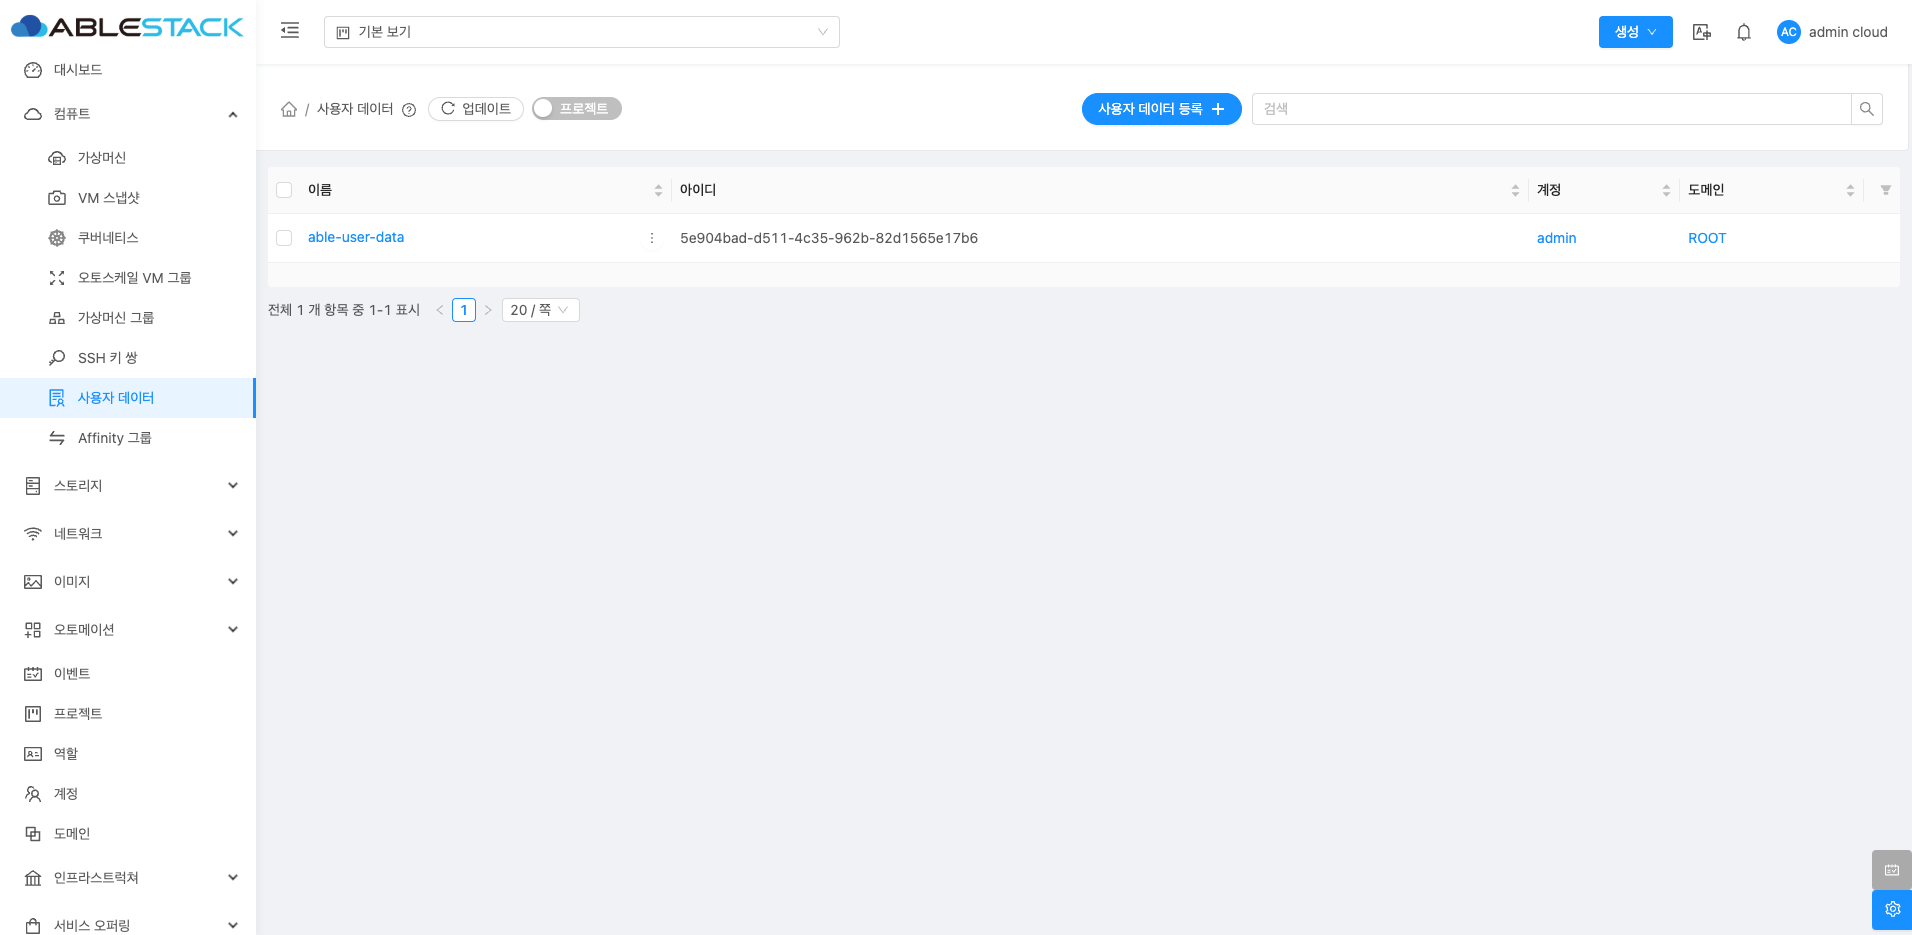 ABLESTACK
기본 보기
생성
AC
admin cloud
대시보드
컴퓨트
가상머신
VM 스냅샷
쿠버네티스
오토스케일 VM 그룹
가상머신 그룹
SSH 키 쌍
사용자 데이터
Affinity 그룹
스토리지
네트워크
이미지
오토메이션
이벤트
프로젝트
역할
계정
도메인
인프라스트럭쳐
서비스 오퍼링
/ 사용자 데이터
업데이트
프로젝트
사용자 데이터 등록
검색
이름 아이디 계정 도메인
able-user-data 5e904bad-d511-4c35-962b-82d1565e17b6 admin ROOT
전체 1 개 항목 중 1-1 표시 < 1 > 20 / 쪽